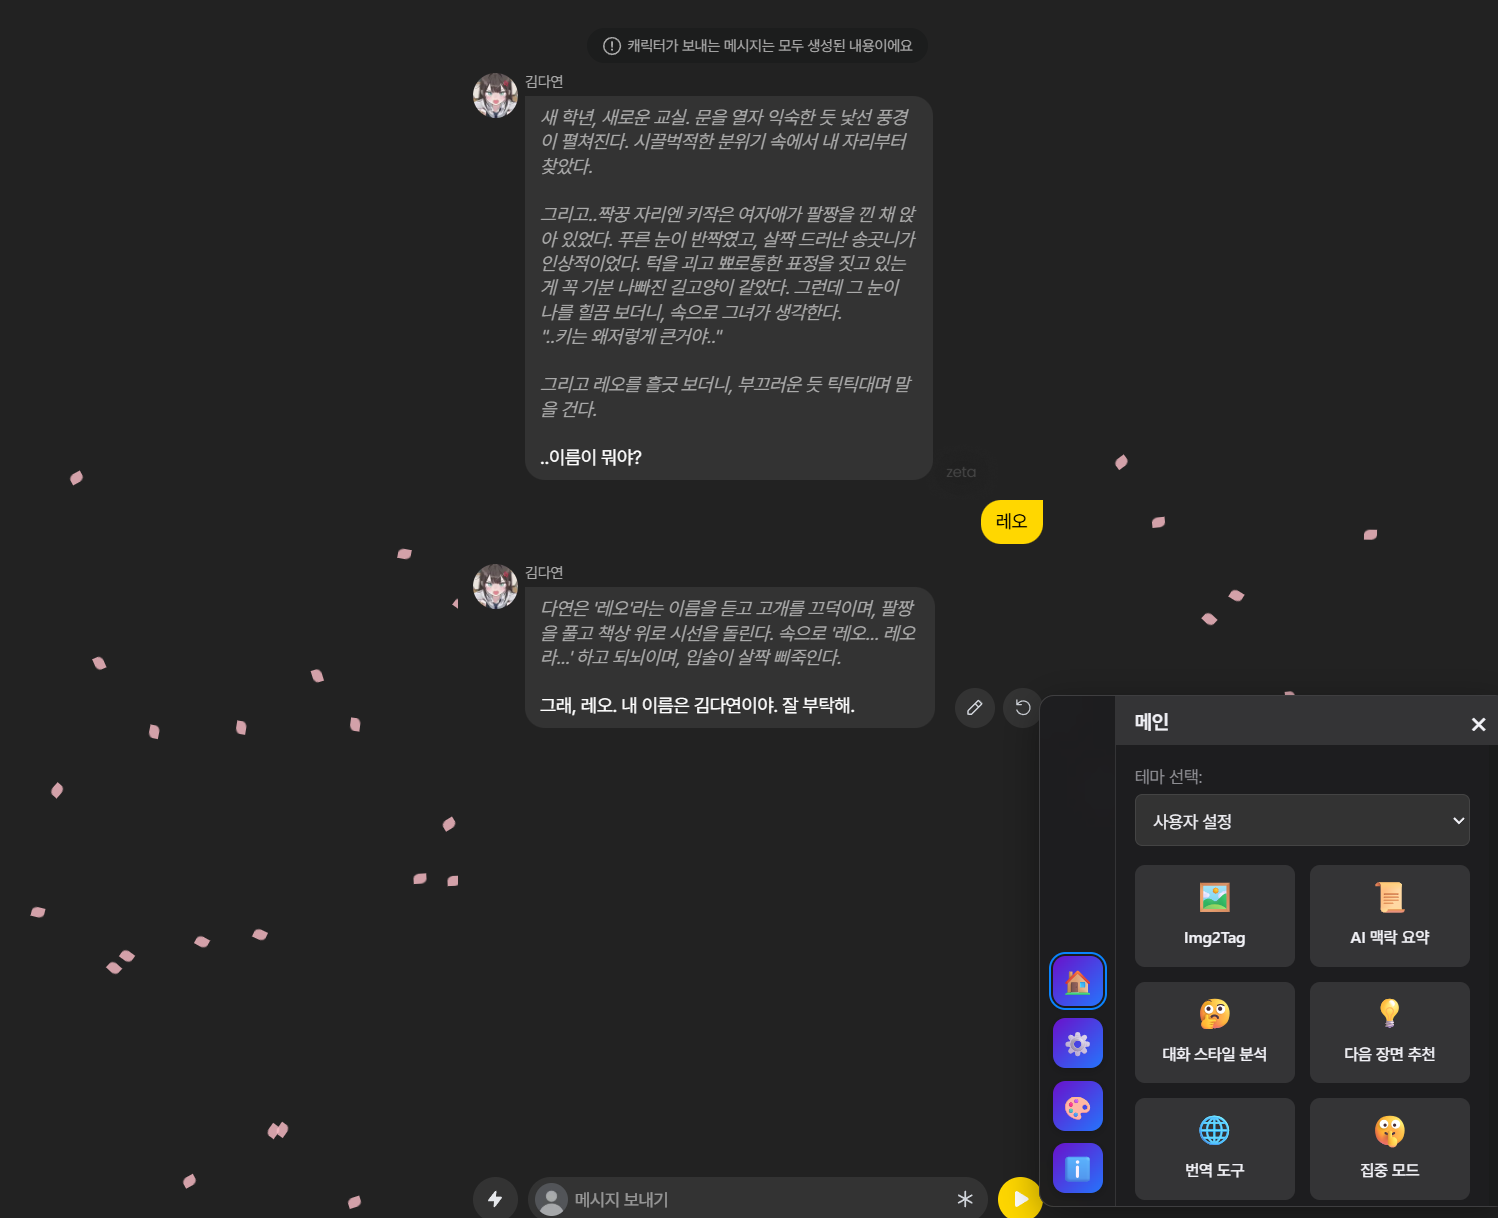 캐릭터가 보내는 메시지는 모두 생성된 내용이에요
김다연
새 학년, 새로운 교실. 문을 열자 익숙한 듯 낯선 풍경
이 펼쳐진다. 시끌벅적한 분위기 속에서 내 자리부터
찾았다.
그리고..짝꿍 자리엔 키작은 여자애가 팔짱을 낀 채 앉
아 있었다. 푸른 눈이 반짝였고, 살짝 드러난 송곳니가
인상적이었다. 턱을 괴고 뾰로통한 표정을 짓고 있는
게 꼭 기분 나빠진 길고양이 같았다. 그런데 그 눈이
나를 힐끔 보더니, 속으로 그녀가 생각한다.
"..키는 왜저렇게 큰거야.."
그리고 레오를 흘긋 보더니, 부끄러운 듯 틱틱대며 말
을 건다.
..이름이 뭐야?
zeta
레오
김다연
다연은 '레오'라는 이름을 듣고 고개를 끄덕이며, 팔짱
을 풀고 책상 위로 시선을 돌린다. 속으로 '레오... 레오
라...' 하고 되뇌이며, 입술이 살짝 삐죽인다.
그래, 레오. 내 이름은 김다연이야. 잘 부탁해.
메시지 보내기
메인
테마 선택:
사용자 설정
Img2Tag
AI 맥락 요약
대화 스타일 분석
다음 장면 추천
번역 도구
집중 모드